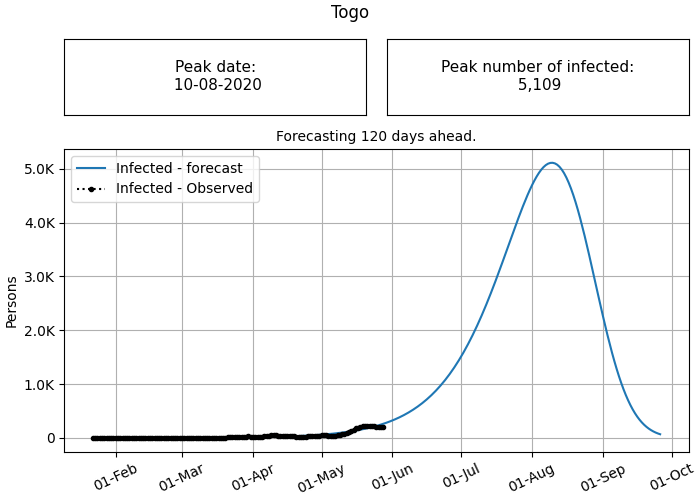 Togo
Peak date:
10-08-2020
Peak number of infected:
5,109
Forecasting 120 days ahead.
Infected - forecast
Infected - Observed
5.0K
4.0K
3.0K
2.0K
1.0K
0
Persons
01-Feb
01-Mar
01-Apr
01-May
01-Jun
01-Jul
01-Aug
01-Sep
01-Oct